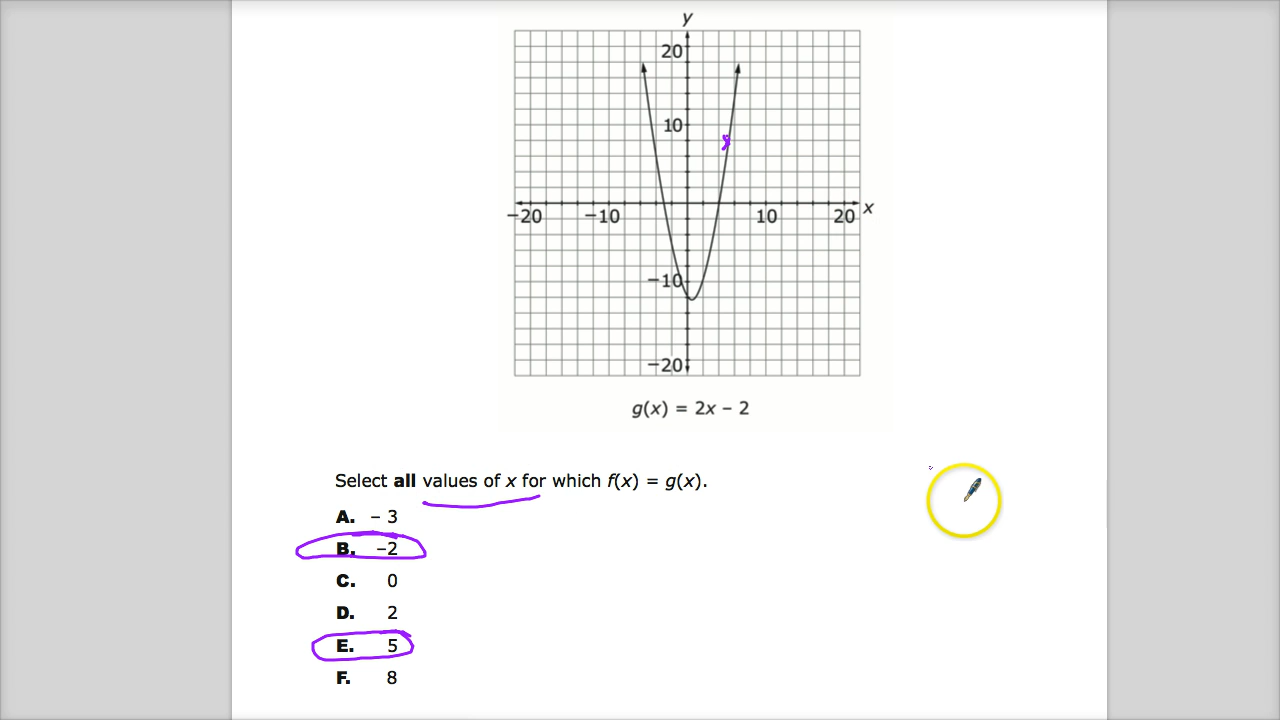 y
20
10
−20 −10 10 20 x
−10
−20
g(x) = 2x − 2
Select all values of x for which f(x) = g(x).
A. − 3
B. −2
C. 0
D. 2
E. 5
F. 8